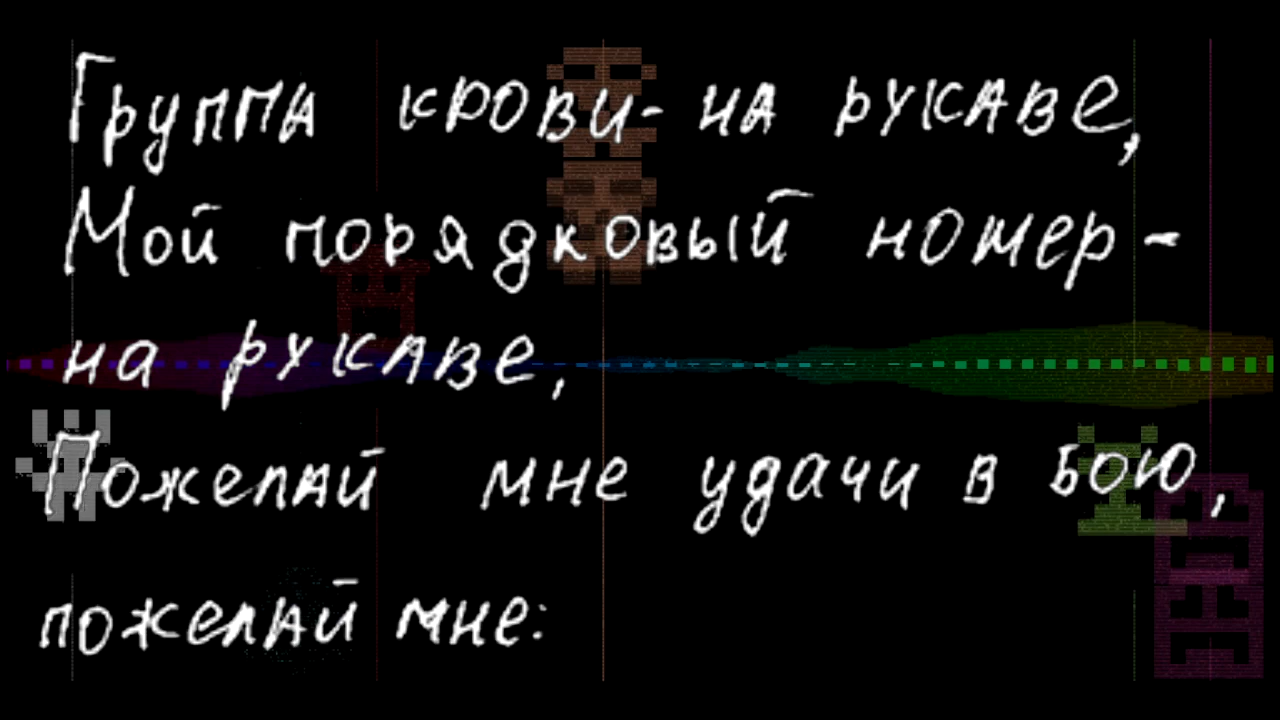 Группа крови- на рукаве,
Мой порядковый номер -
на рукаве,
Пожелай мне удачи в бою,
пожелай мне: